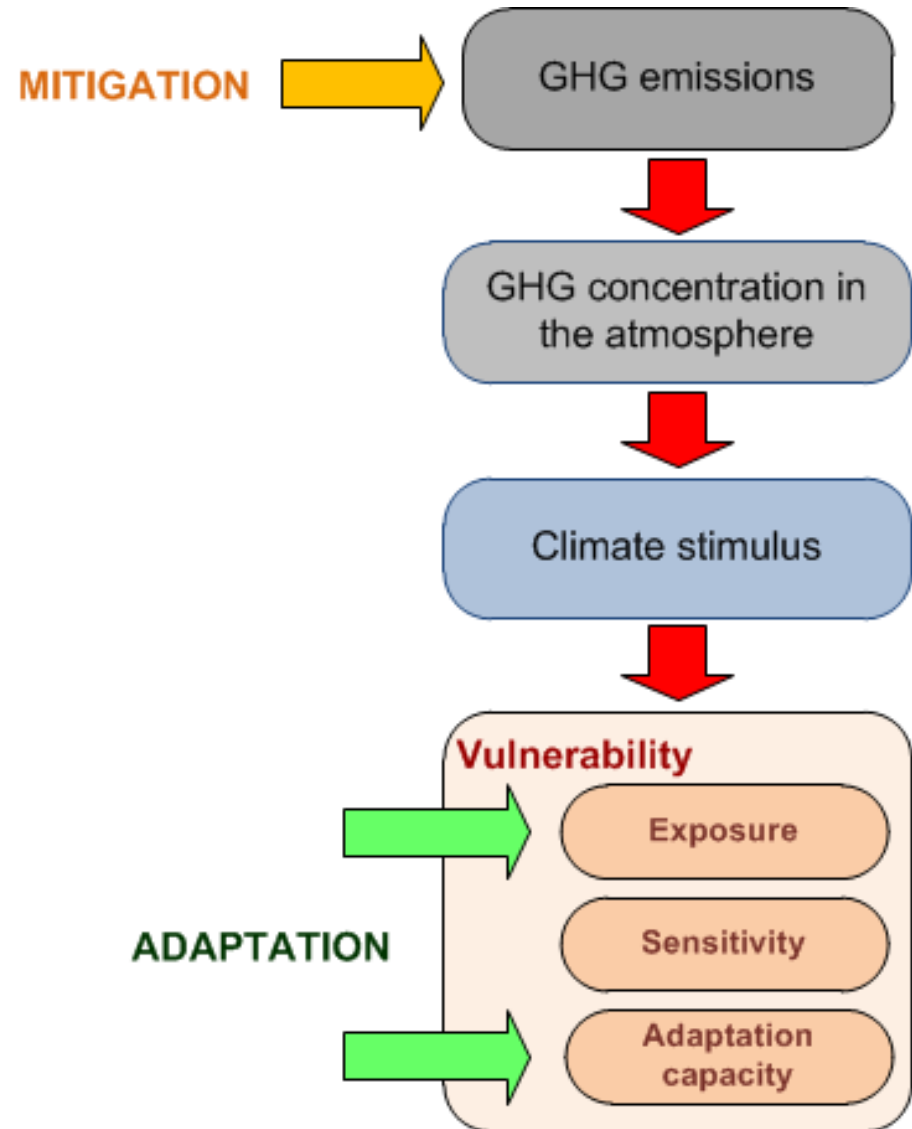 MITIGATION
GHG emissions
GHG concentration in
the atmosphere
Climate stimulus
Vulnerability
Exposure
ADAPTATION
Sensitivity
Adaptation
capacity